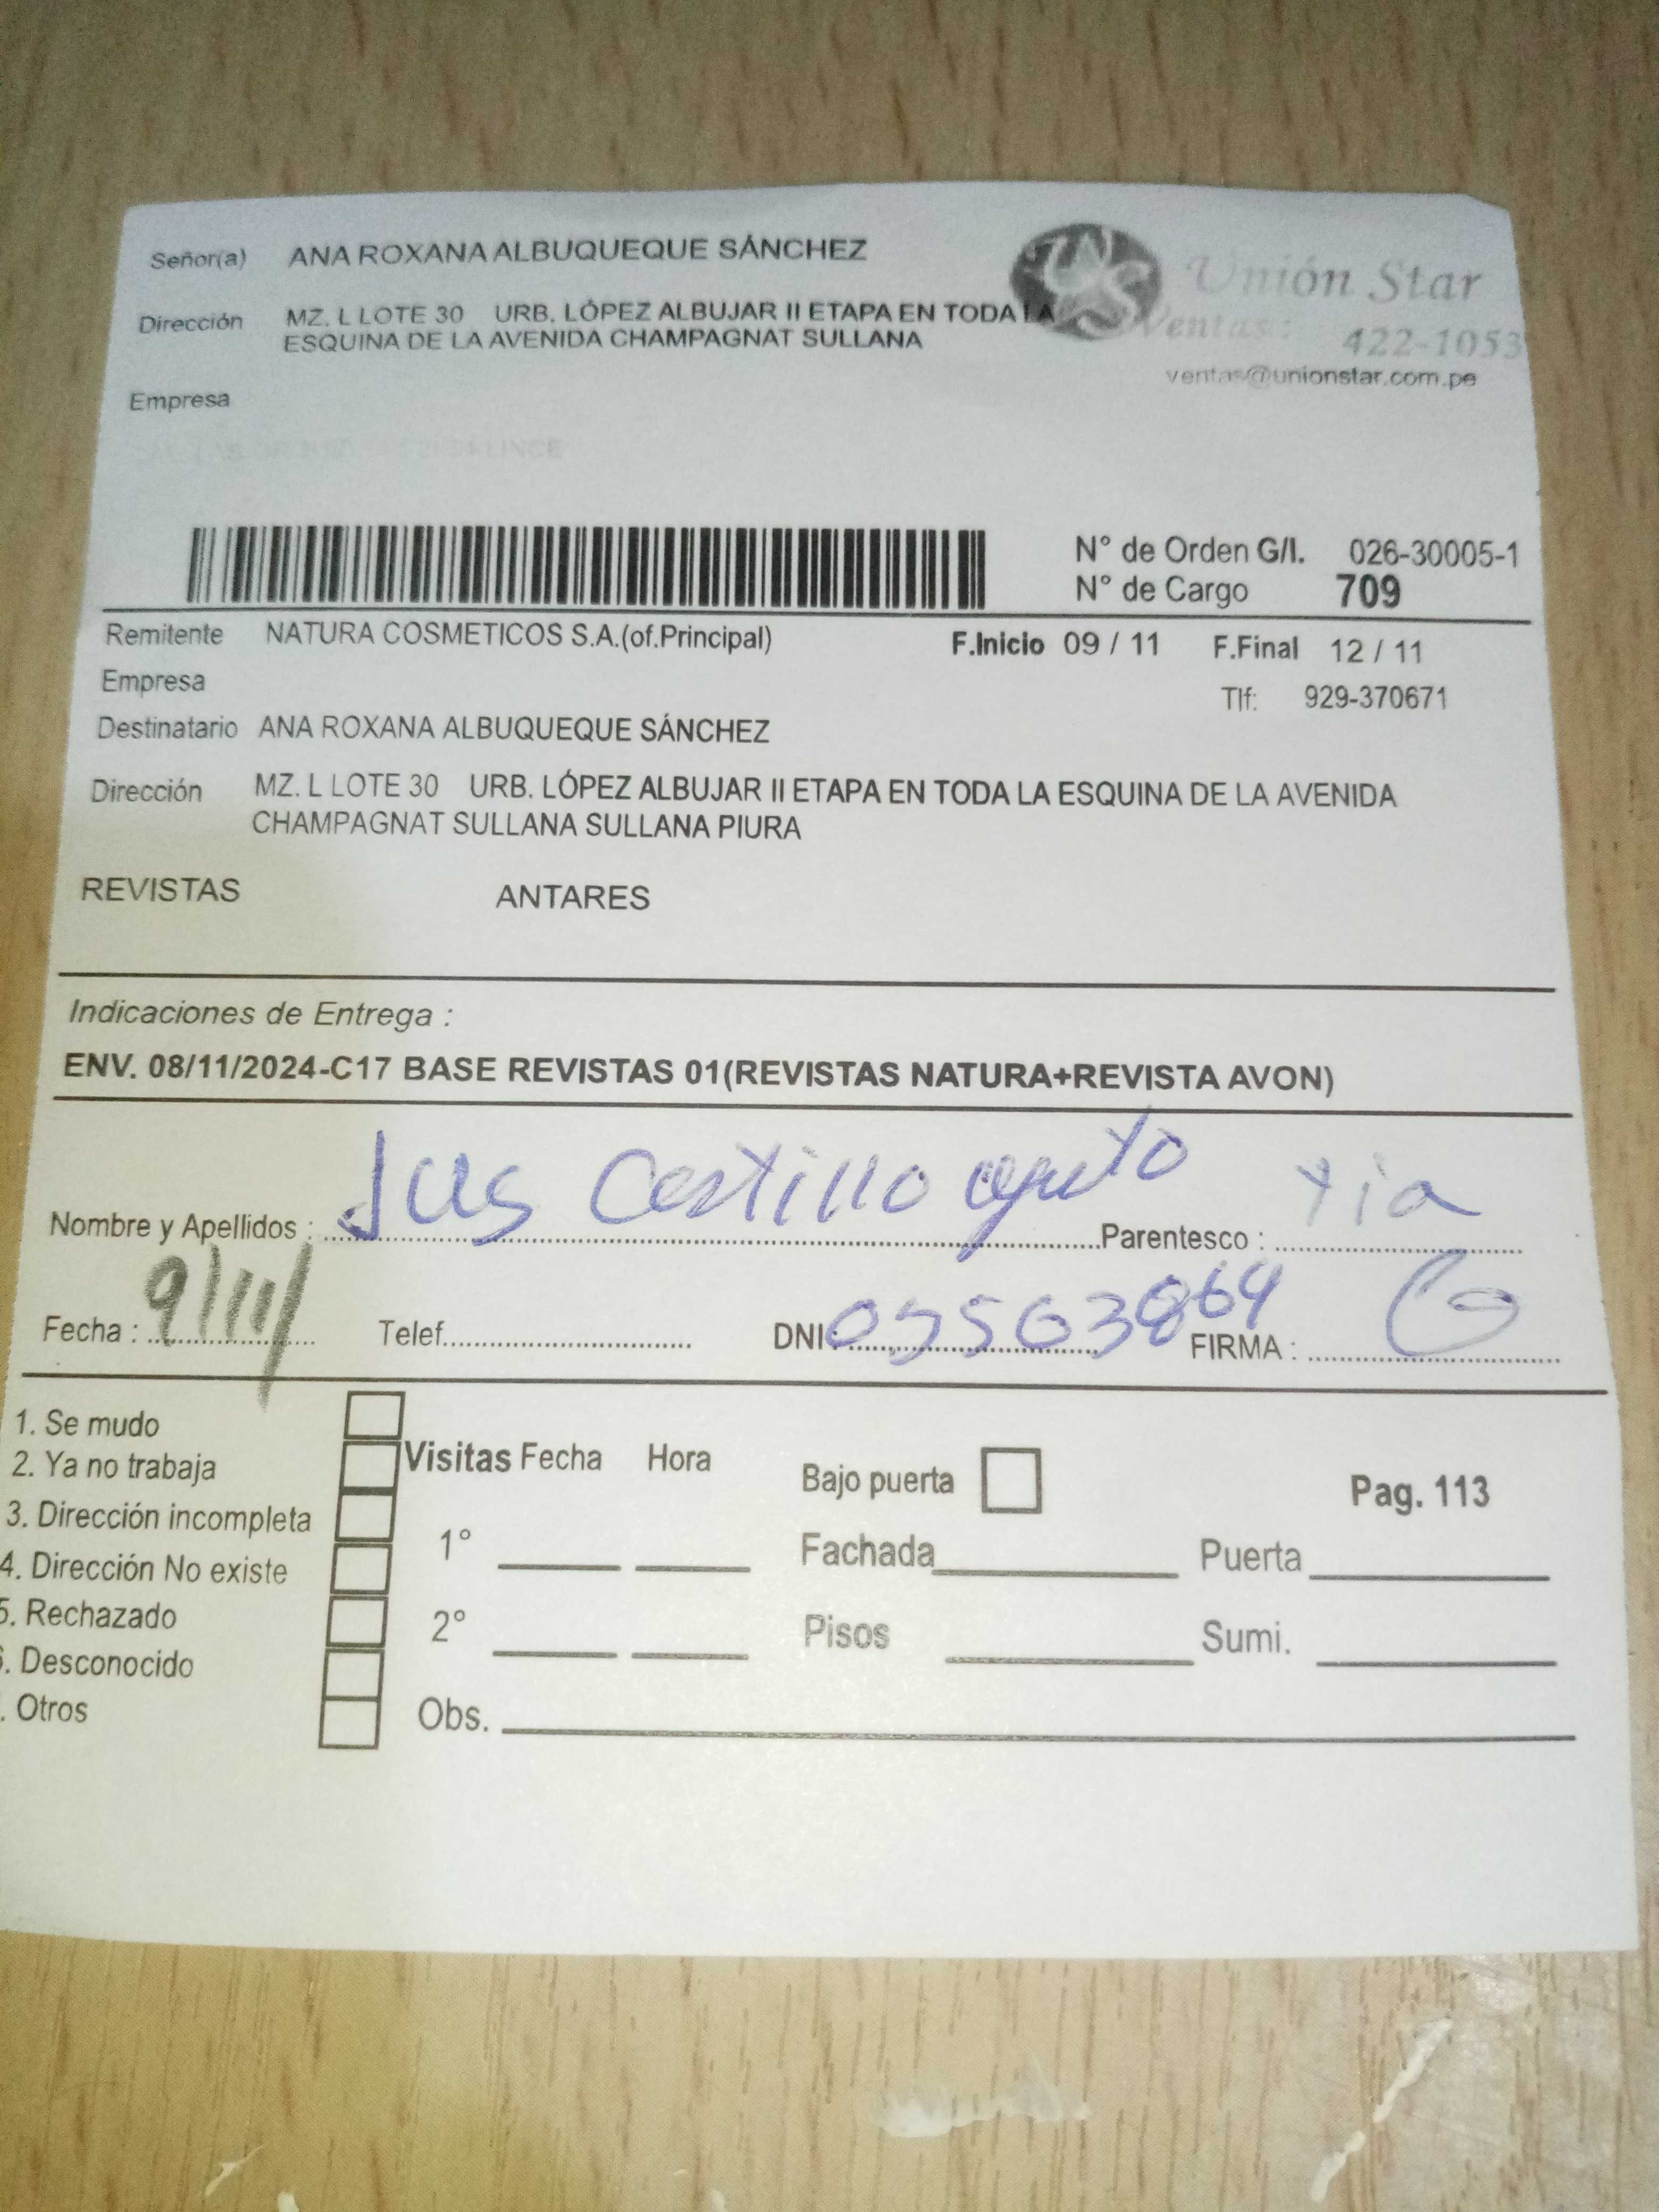 Señor(a) ANA ROXANA ALBUQUEQUE SÁNCHEZ
Unión Star
Dirección MZ. L LOTE 30 URB. LÓPEZ ALBUJAR II ETAPA EN TODA LA
ESQUINA DE LA AVENIDA CHAMPAGNAT SULLANA
Ventas: 422-1053
ventas@unionstar.com.pe
Empresa
N° de Orden G/I. 026-30005-1
N° de Cargo 709
Remitente NATURA COSMETICOS S.A.(of.Principal) F.Inicio 09 / 11 F.Final 12 / 11
Empresa
Tlf: 929-370671
Destinatario ANA ROXANA ALBUQUEQUE SÁNCHEZ
Dirección MZ. L LOTE 30 URB. LÓPEZ ALBUJAR II ETAPA EN TODA LA ESQUINA DE LA AVENIDA
CHAMPAGNAT SULLANA SULLANA PIURA
REVISTAS ANTARES
Indicaciones de Entrega :
ENV. 08/11/2024-C17 BASE REVISTAS 01(REVISTAS NATURA+REVISTA AVON)
Nombre y Apellidos : Castillo Parentesco : tia
Fecha : 9/11/ Telef. DNI: FIRMA :
1. Se mudo
2. Ya no trabaja
3. Dirección incompleta
4. Dirección No existe
5. Rechazado
. Desconocido
. Otros
Visitas Fecha Hora
1°
2°
Obs.
Bajo puerta
Pag. 113
Fachada Puerta
Pisos Sumi.